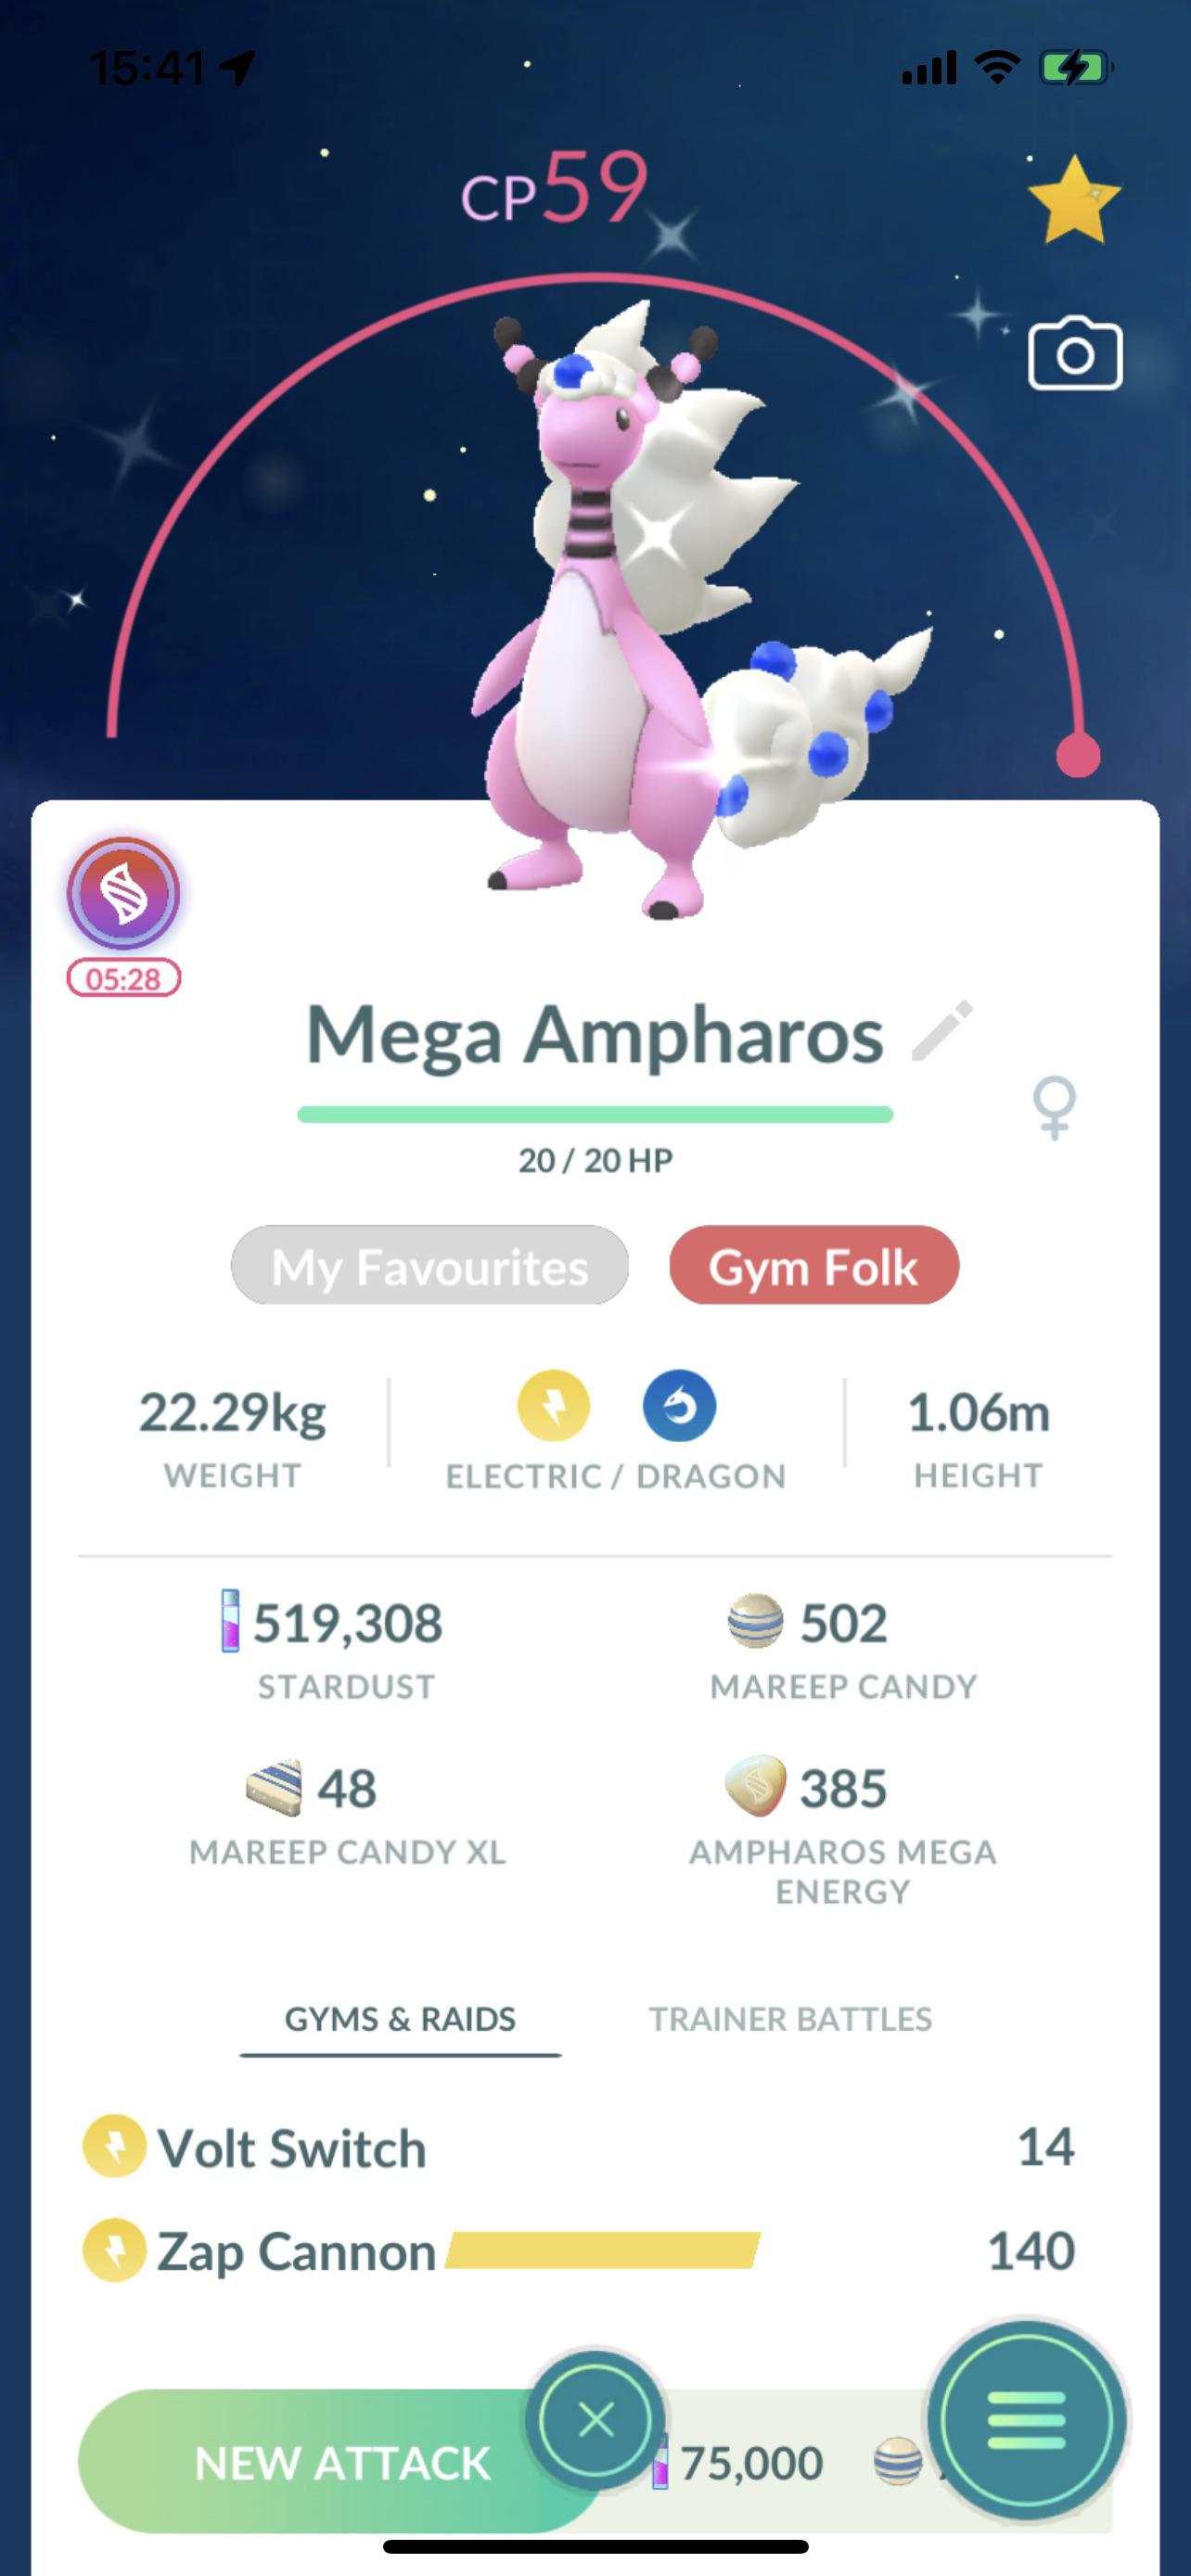 15:41
CP59
05:28
Mega Ampharos
20 / 20 HP
My Favourites Gym Folk
22.29kg 1.06m
WEIGHT ELECTRIC / DRAGON HEIGHT
519,308 502
STARDUST MAREEP CANDY
48 385
MAREEP CANDY XL AMPHAROS MEGA
ENERGY
GYMS & RAIDS TRAINER BATTLES
Volt Switch 14
Zap Cannon 140
NEW ATTACK 75,000